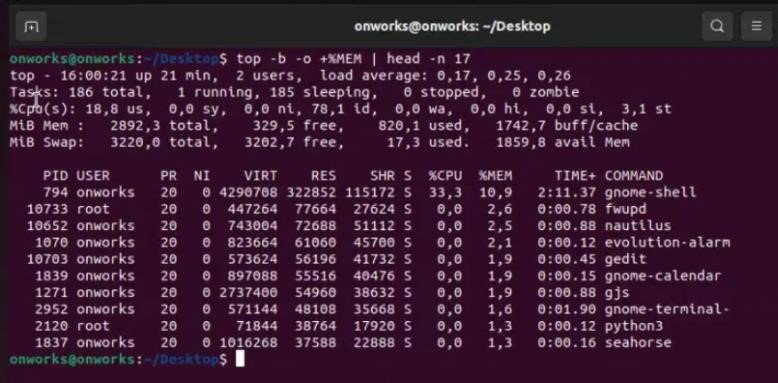 onworks@onworks: ~/Desktop
onworks@onworks:~/Desktop$ top -b -o +%MEM | head -n 17
top - 16:00:21 up 21 min,  2 users,  load average: 0,17, 0,25, 0,26
Tasks: 186 total,   1 running, 185 sleeping,   0 stopped,   0 zombie
%Cpu(s): 18,8 us,  0,0 sy,  0,0 ni, 78,1 id,  0,0 wa,  0,0 hi,  0,0 si,  3,1 st
MiB Mem :   2892,3 total,    329,5 free,    820,1 used,   1742,7 buff/cache
MiB Swap:   3220,0 total,   3202,7 free,     17,3 used.   1859,8 avail Mem
PID USER      PR  NI    VIRT    RES    SHR S  %CPU  %MEM     TIME+ COMMAND
794 onworks   20   0 4290708 322852 115172 S  33,3  10,9   2:11.37 gnome-shell
10733 root      20   0  447264  77664  27624 S   0,0   2,6   0:00.78 fwupd
10652 onworks   20   0  743004  72688  51112 S   0,0   2,5   0:00.88 nautilus
1070 onworks   20   0  823664  61060  45700 S   0,0   2,1   0:00.12 evolution-alarm
10703 onworks   20   0  573624  56196  41732 S   0,0   1,9   0:00.45 gedit
1839 onworks   20   0  897088  55516  40476 S   0,0   1,9   0:00.15 gnome-calendar
1271 onworks   20   0 2737400  54960  38632 S   0,0   1,9   0:00.88 gjs
2952 onworks   20   0  571144  48108  35668 S   0,0   1,6   0:01.90 gnome-terminal-
2120 root      20   0   71844  38764  17920 S   0,0   1,3   0:00.12 python3
1837 onworks   20   0 1016268  37588  22888 S   0,0   1,3   0:00.16 seahorse
onworks@onworks:~/Desktop$